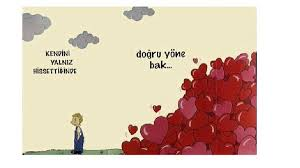 KENDİNİ
YALNIZ
HİSSETTİĞİNDE
doğru yöne
bak...